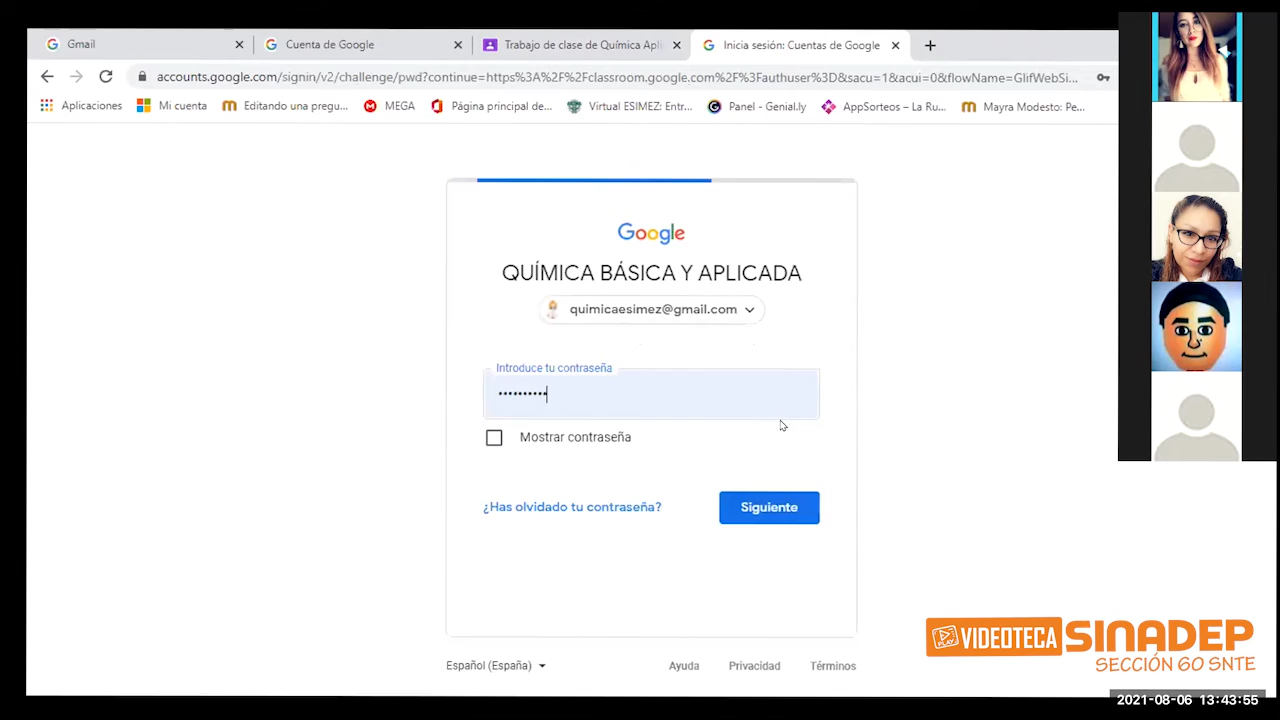 Gmail
Cuenta de Google
Trabajo de clase de Química Apli
Inicia sesión: Cuentas de Google
accounts.google.com/signin/v2/challenge/pwd?continue=https%3A%2F%2Fclassroom.google.com%2F%3Fauthuser%3D&sacu=1&acui=0&flowName=GlifWebSi...
Aplicaciones
Mi cuenta
Editando una pregu...
MEGA
Página principal de...
Virtual ESIMEZ: Entr...
Panel - Genial.ly
AppSorteos – La Ru...
Mayra Modesto: Pe...
Google
QUÍMICA BÁSICA Y APLICADA
quimicaesimez@gmail.com
Introduce tu contraseña
••••••••••
Mostrar contraseña
¿Has olvidado tu contraseña?
Siguiente
Español (España)
Ayuda
Privacidad
Términos
PLAY
VIDEOTECA SINADEP
SECCIÓN 60 SNTE
2021-08-06 13:43:55